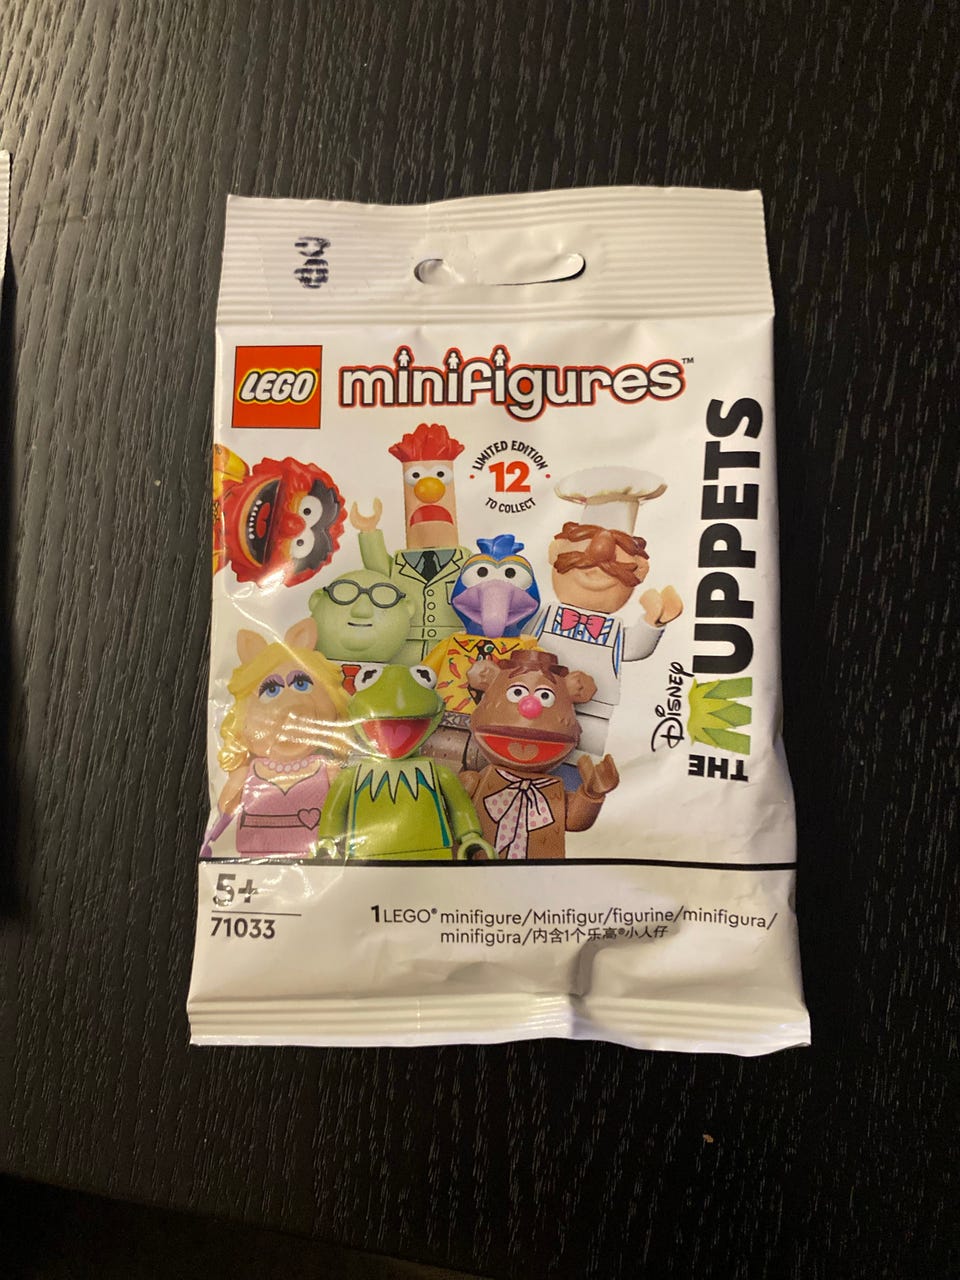 LEGO
minifigures™
LIMITED EDITION
12
TO COLLECT
Disney
THE MUPPETS
5+
71033
1 LEGO® minifigure/Minifigur/figurine/minifigura/
minifigūra/内含1个乐高®小人仔